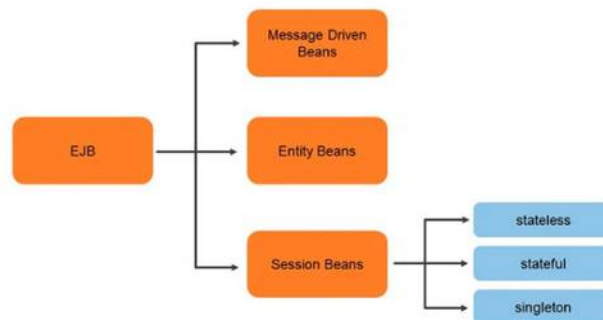 Message Driven
Beans
EJB
Entity Beans
Session Beans
stateless
stateful
singleton